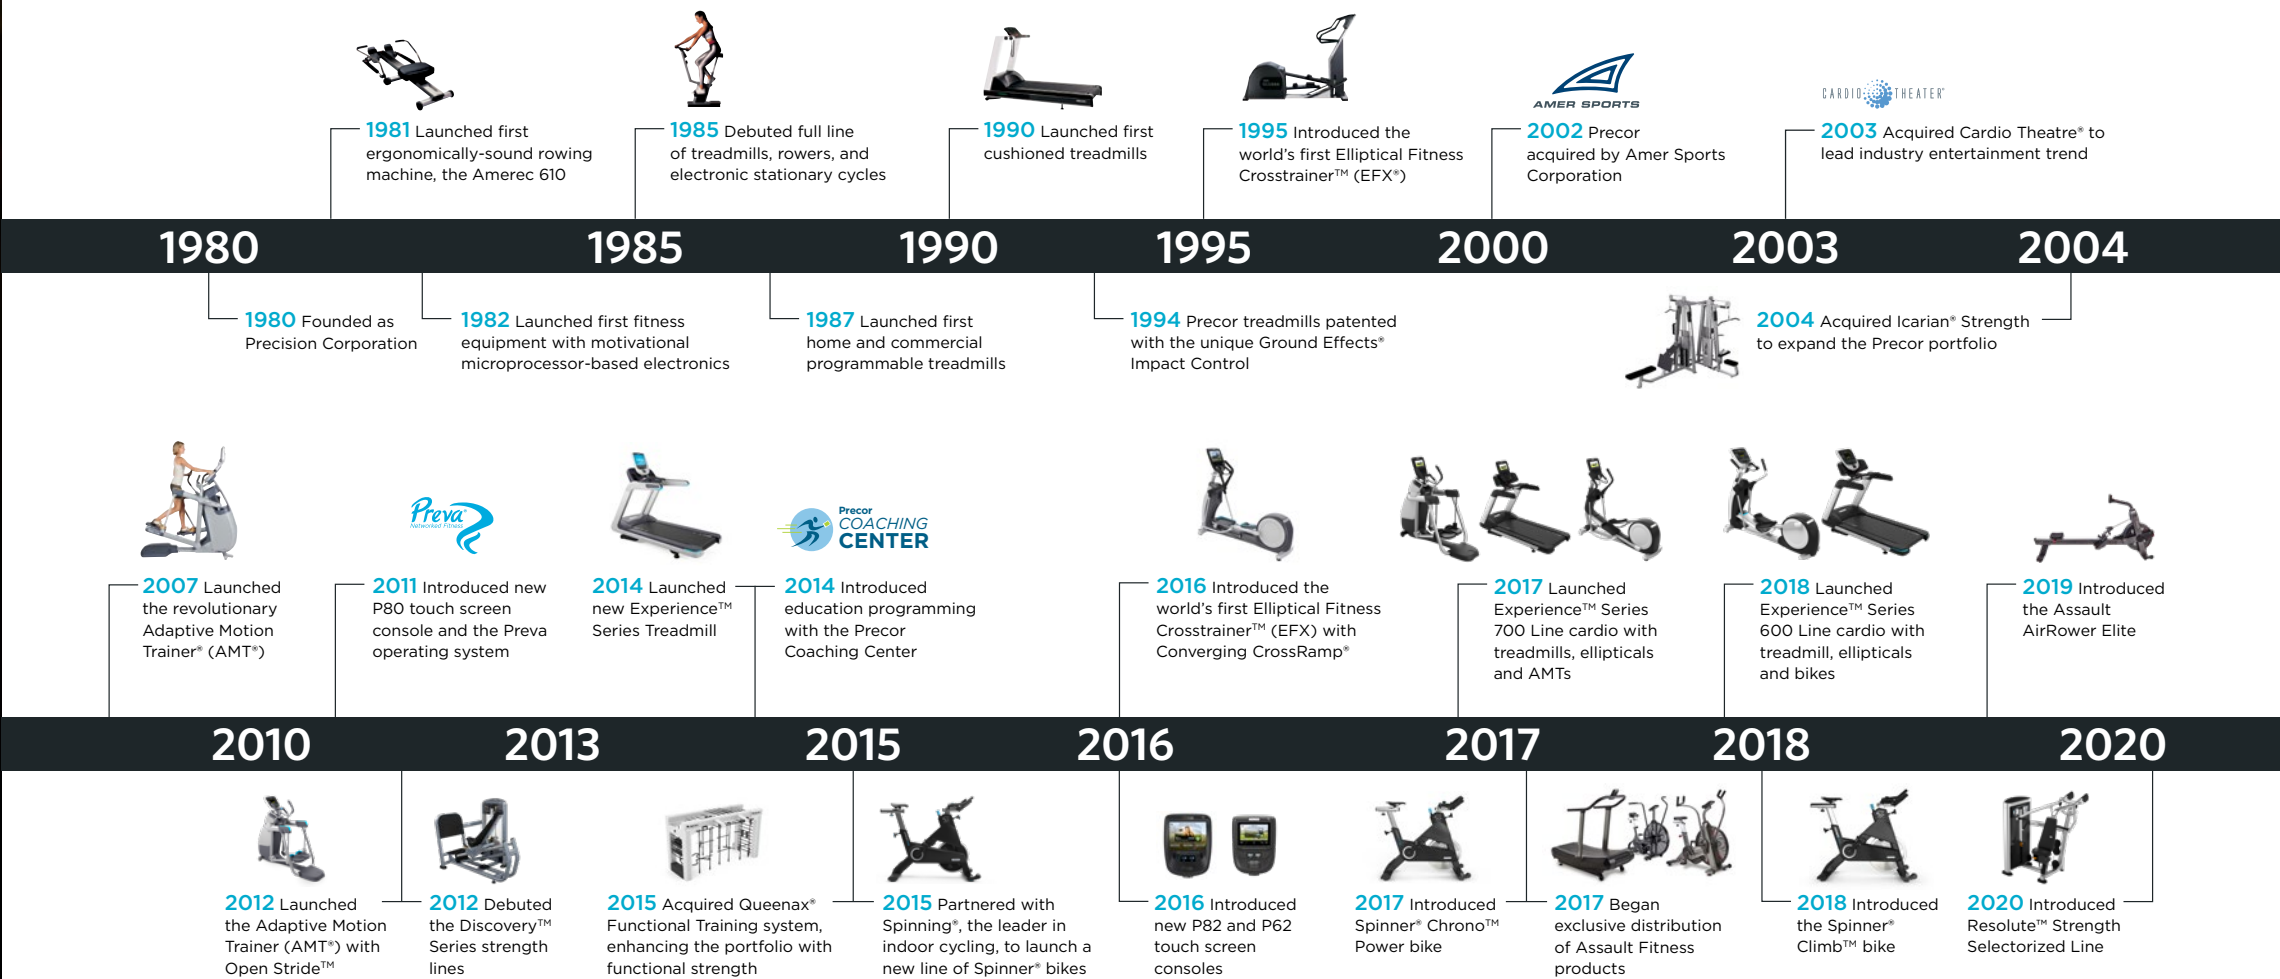 AMER SPORTS
CARDIO THEATER®
1981 Launched first
ergonomically-sound rowing
machine, the Amerec 610
1985 Debuted full line
of treadmills, rowers, and
electronic stationary cycles
1990 Launched first
cushioned treadmills
1995 Introduced the
world's first Elliptical Fitness
Crosstrainer™ (EFX®)
2002 Precor
acquired by Amer Sports
Corporation
2003 Acquired Cardio Theatre® to
lead industry entertainment trend
1980 1985 1990 1995 2000 2003 2004
1980 Founded as
Precision Corporation
1982 Launched first fitness
equipment with motivational
microprocessor-based electronics
1987 Launched first
home and commercial
programmable treadmills
1994 Precor treadmills patented
with the unique Ground Effects®
Impact Control
2004 Acquired Icarian® Strength
to expand the Precor portfolio
Preva®
Networked Fitness
Precor
COACHING
CENTER
2007 Launched
the revolutionary
Adaptive Motion
Trainer® (AMT®)
2011 Introduced new
P80 touch screen
console and the Preva
operating system
2014 Launched
new Experience™
Series Treadmill
2014 Introduced
education programming
with the Precor
Coaching Center
2016 Introduced the
world's first Elliptical Fitness
Crosstrainer™ (EFX) with
Converging CrossRamp®
2017 Launched
Experience™ Series
700 Line cardio with
treadmills, ellipticals
and AMTs
2018 Launched
Experience™ Series
600 Line cardio with
treadmill, ellipticals
and bikes
2019 Introduced
the Assault
AirRower Elite
2010 2013 2015 2016 2017 2018 2020
2012 Launched
the Adaptive Motion
Trainer (AMT®) with
Open Stride™
2012 Debuted
the Discovery™
Series strength
lines
2015 Acquired Queenax®
Functional Training system,
enhancing the portfolio with
functional strength
2015 Partnered with
Spinning®, the leader in
indoor cycling, to launch a
new line of Spinner® bikes
2016 Introduced
new P82 and P62
touch screen
consoles
2017 Introduced
Spinner® Chrono™
Power bike
2017 Began
exclusive distribution
of Assault Fitness
products
2018 Introduced
the Spinner®
Climb™ bike
2020 Introduced
Resolute™ Strength
Selectorized Line